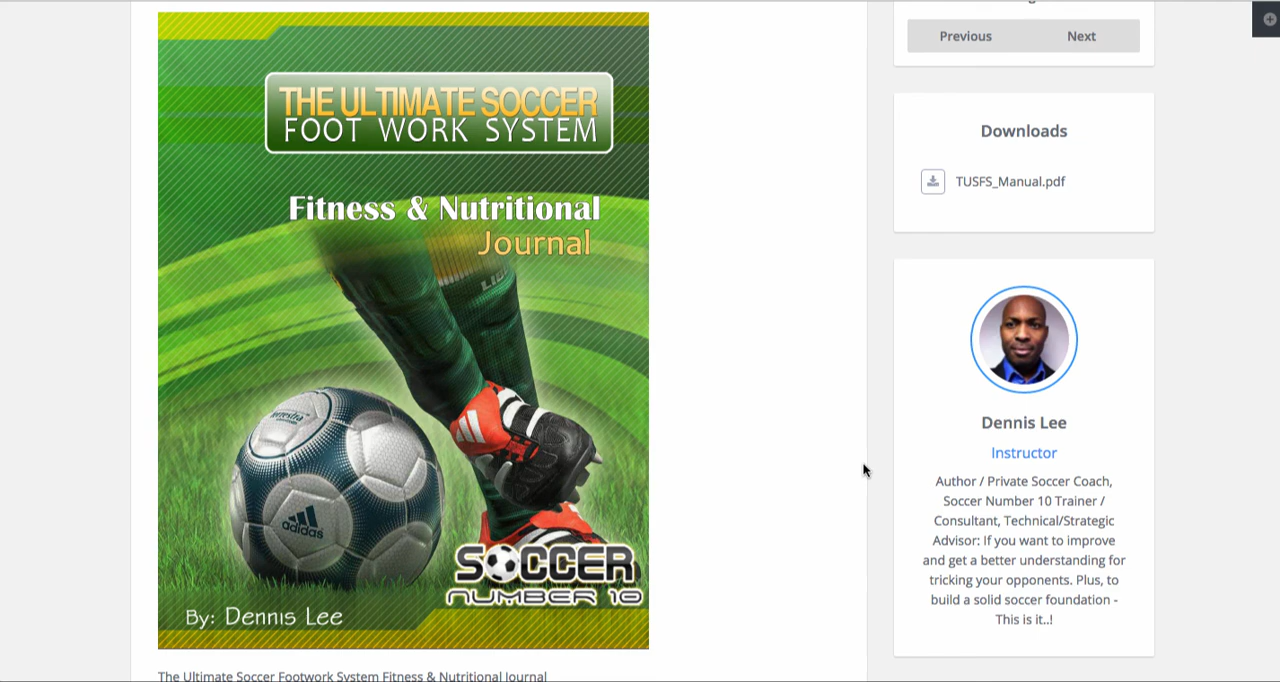 THE ULTIMATE SOCCER
FOOT WORK SYSTEM
Fitness & Nutritional
Journal
adidas
SOCCER
NUMBER 10
By: Dennis Lee
The Ultimate Soccer Footwork System Fitness & Nutritional Journal
Previous
Next
Downloads
TUSFS_Manual.pdf
Dennis Lee
Instructor
Author / Private Soccer Coach,
Soccer Number 10 Trainer /
Consultant, Technical/Strategic
Advisor: If you want to improve
and get a better understanding for
tricking your opponents. Plus, to
build a solid soccer foundation -
This is it..!